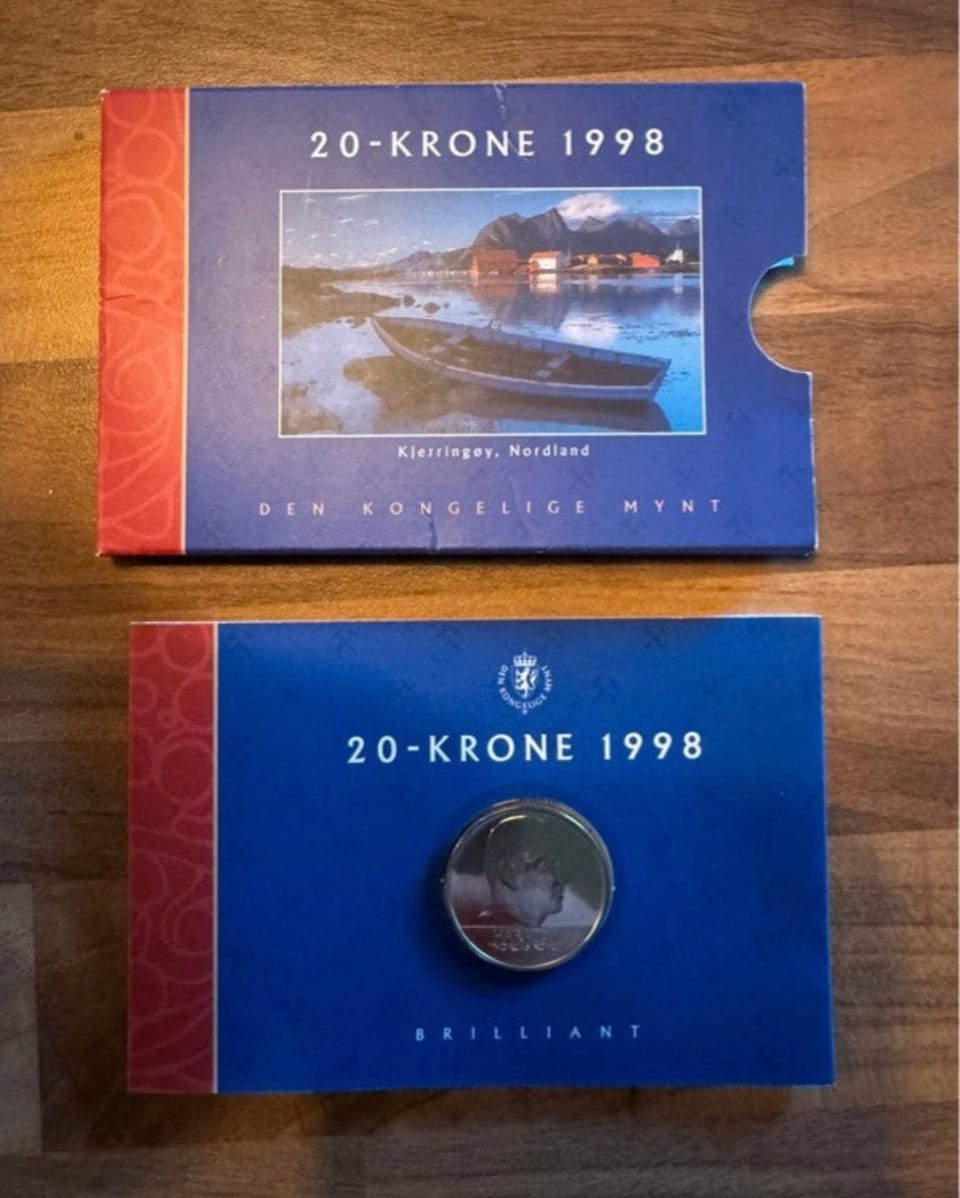 20-KRONE 1998
Kjerringøy, Nordland
DEN KONGELIGE MYNT
DEN KONGELIGE MYNT
20-KRONE 1998
BRILLIANT